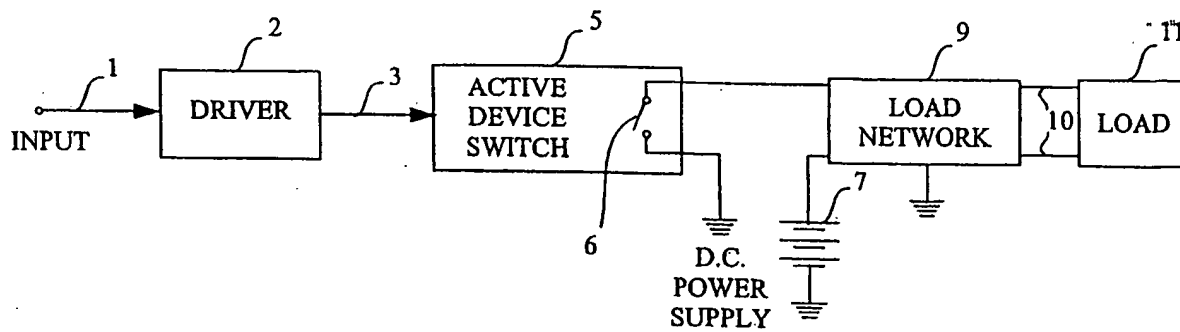 1
INPUT
2
DRIVER
3
5
ACTIVE
DEVICE
SWITCH
6
D.C.
POWER
SUPPLY
7
9
LOAD
NETWORK
10
11
LOAD